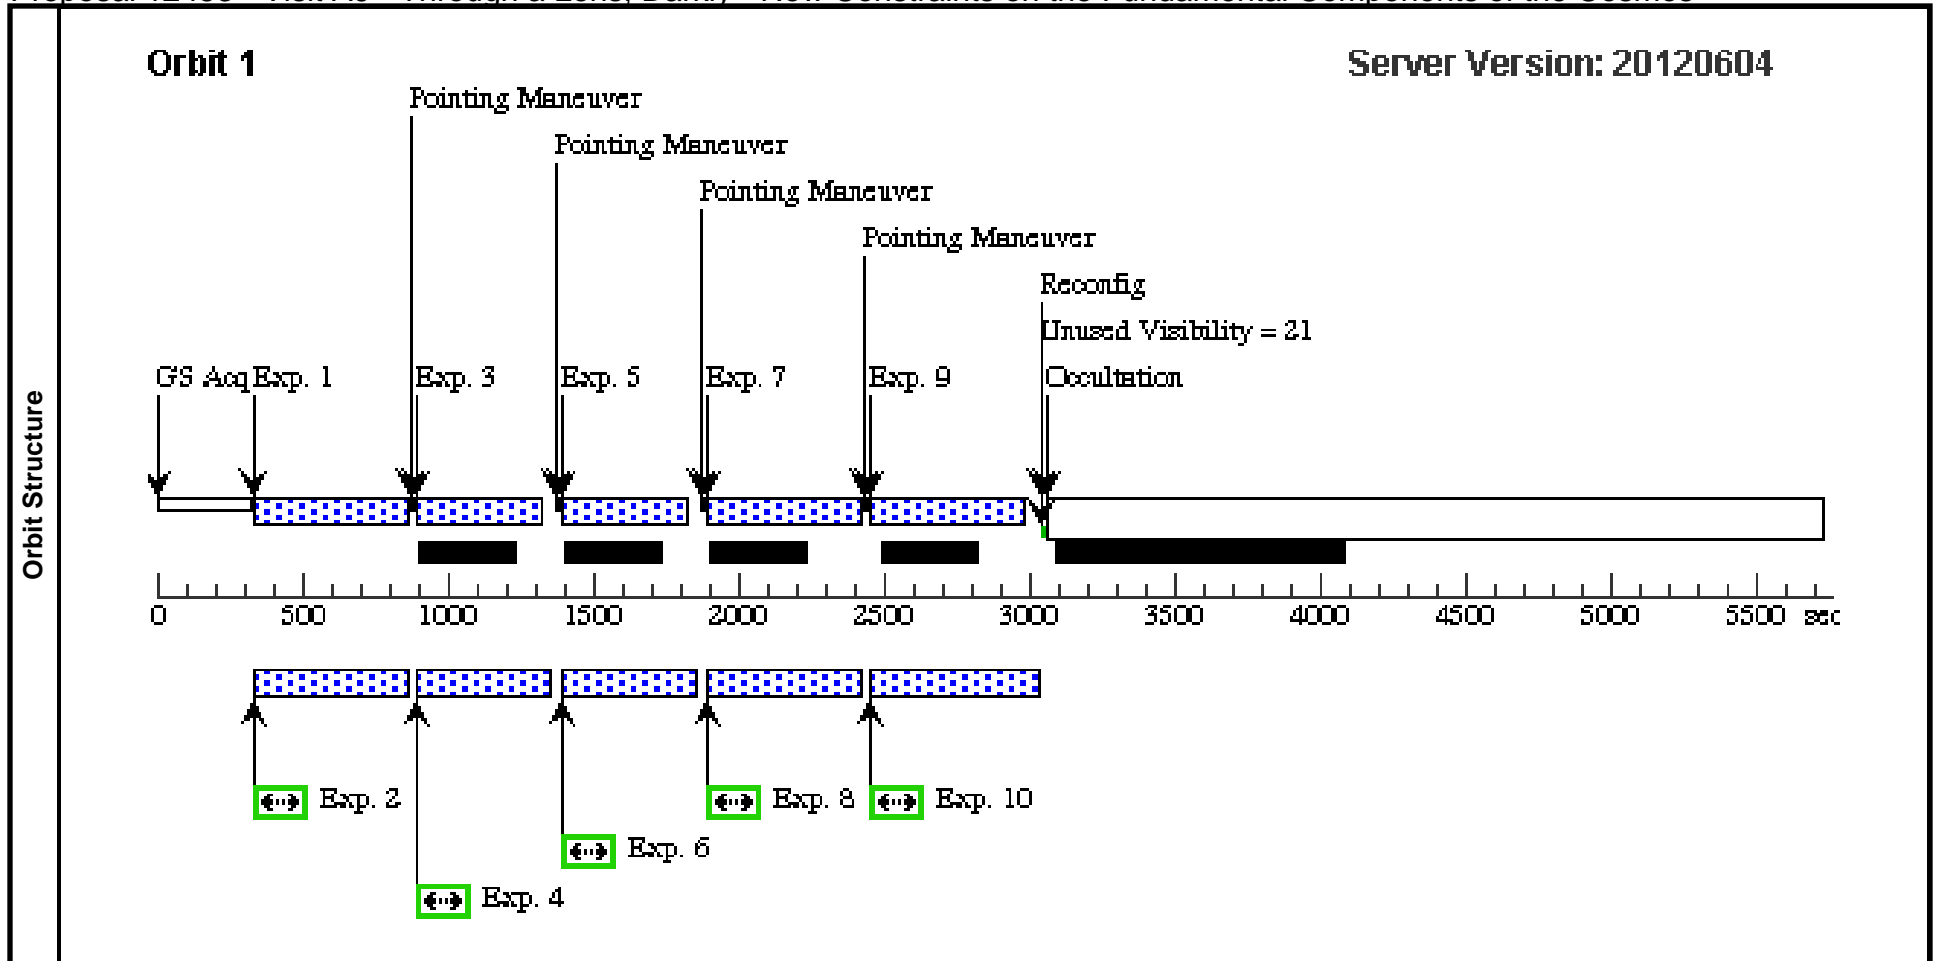 Orbit 1
Server Version: 20120604
Pointing Maneuver
Pointing Maneuver
Pointing Maneuver
Pointing Maneuver
Reconfig
Unused Visibility = 21
GS Acq Exp. 1 Exp. 3 Exp. 5 Exp. 7 Exp. 9 Occultation
Orbit Structure
0 500 1000 1500 2000 2500 3000 3500 4000 4500 5000 5500 sec
Exp. 2 Exp. 8 Exp. 10
Exp. 6
Exp. 4